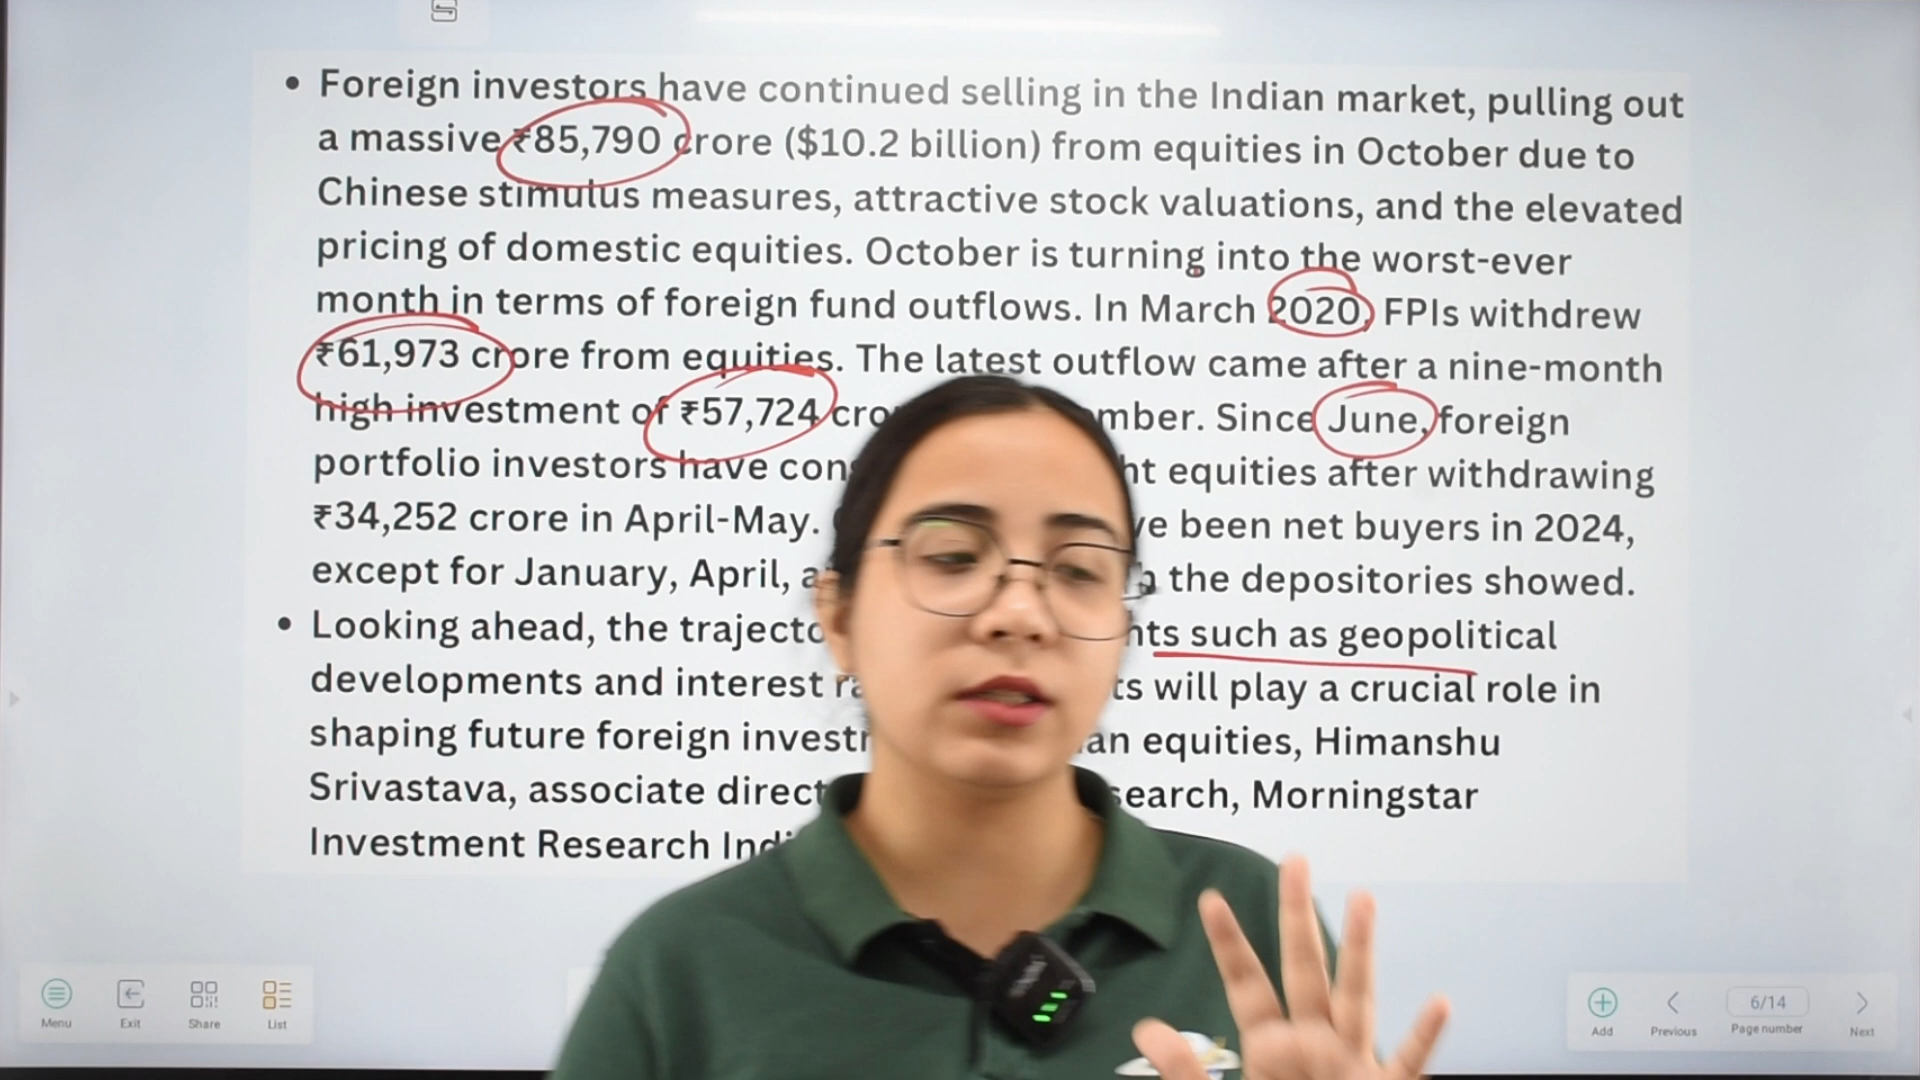 • Foreign investors have continued selling in the Indian market, pulling out
a massive ₹85,790 crore ($10.2 billion) from equities in October due to
Chinese stimulus measures, attractive stock valuations, and the elevated
pricing of domestic equities. October is turning into the worst-ever
month in terms of foreign fund outflows. In March 2020, FPIs withdrew
₹61,973 crore from equities. The latest outflow came after a nine-month
high investment of ₹57,724 cro mber. Since June, foreign
portfolio investors have con ht equities after withdrawing
₹34,252 crore in April-May. ve been net buyers in 2024,
except for January, April, a the depositories showed.
• Looking ahead, the trajecto nts such as geopolitical
developments and interest ra ts will play a crucial role in
shaping future foreign invest an equities, Himanshu
Srivastava, associate direct search, Morningstar
Investment Research Indi
Menu Exit Share List
Add Previous 6/14 Page number Next